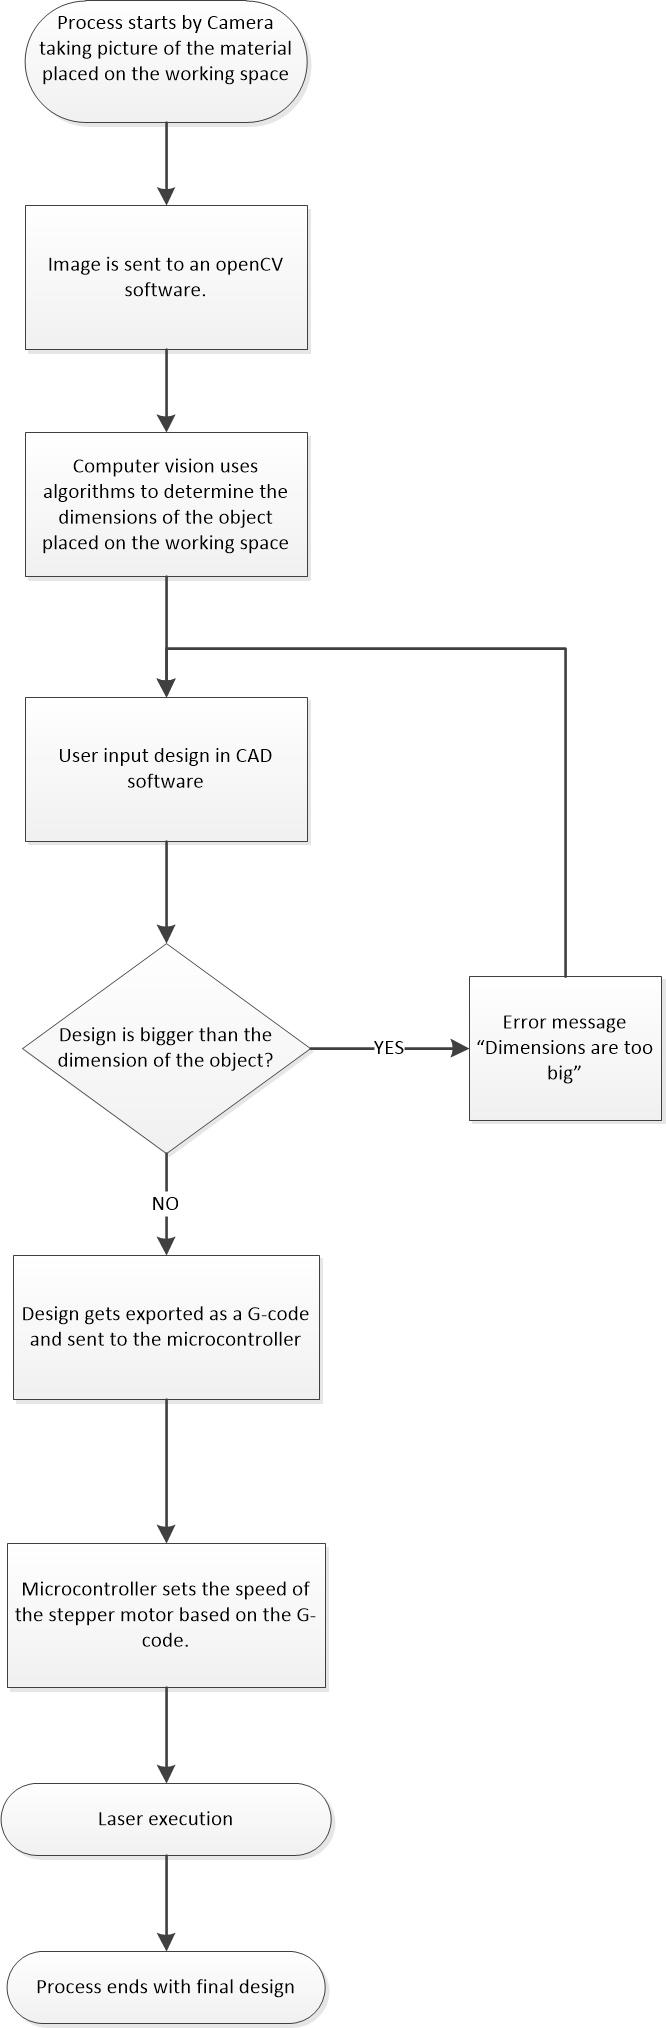 Process starts by Camera
taking picture of the material
placed on the working space
Image is sent to an openCV
software.
Computer vision uses
algorithms to determine the
dimensions of the object
placed on the working space
User input design in CAD
software
Design is bigger than the
dimension of the object?
YES
Error message
“Dimensions are too
big”
NO
Design gets exported as a G-code
and sent to the microcontroller
Microcontroller sets the speed of
the stepper motor based on the G-
code.
Laser execution
Process ends with final design